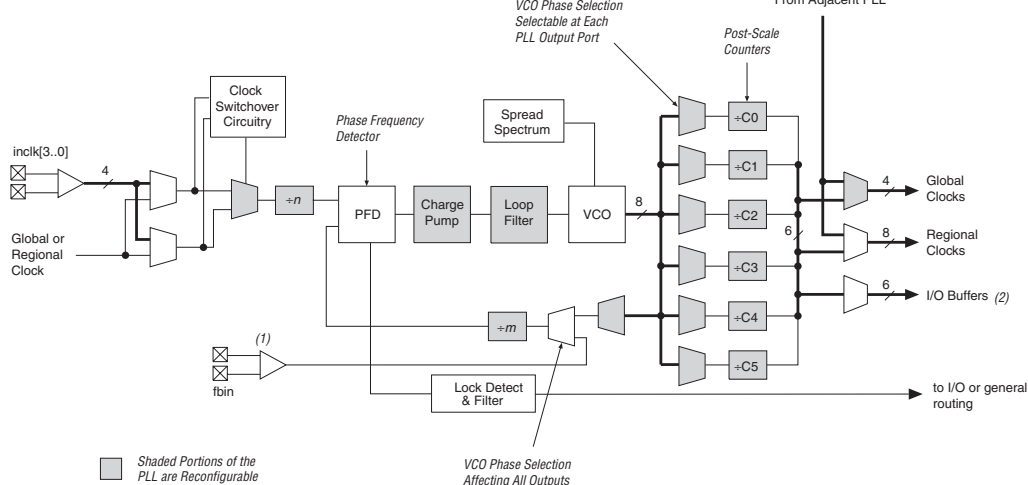 VCO Phase Selection
Selectable at Each
PLL Output Port
From Adjacent PLL
Post-Scale
Counters
Clock
Switchover
Circuitry
Phase Frequency
Detector
Spread
Spectrum
inclk[3..0]
4
÷n
PFD
Charge
Pump
Loop
Filter
VCO
8
÷C0
÷C1
÷C2
÷C3
÷C4
÷C5
6
4
Global
Clocks
8
Regional
Clocks
6
I/O Buffers (2)
Global or
Regional
Clock
÷m
(1)
fbin
Lock Detect
& Filter
to I/O or general
routing
Shaded Portions of the
PLL are Reconfigurable
VCO Phase Selection
Affecting All Outputs